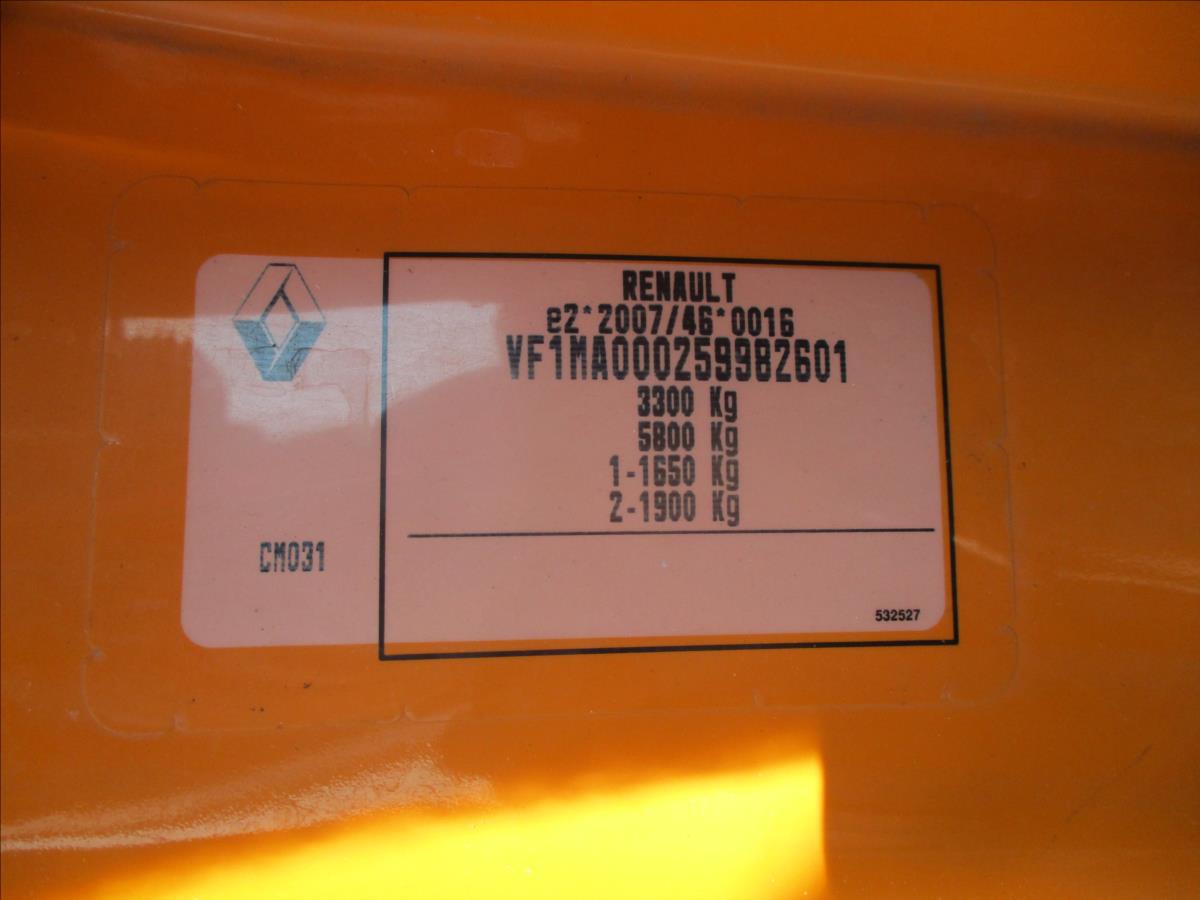 RENAULT
e2*2007/46*0016
VF1MA000259982601
3300 Kg
5800 Kg
1-1650 Kg
2-1900 Kg
CM031
532527